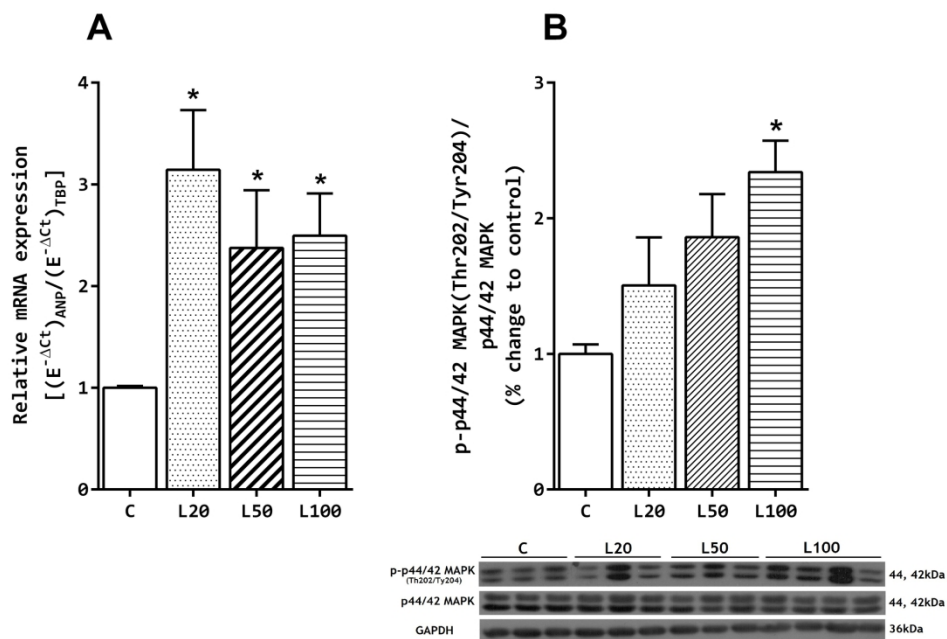 A
Relative mRNA expression
[(E^-ΔCt)ANP/(E^-ΔCt)TBP]
4
*
*
*
3
2
1
0
C L20 L50 L100
B
p-p44/42 MAPK(Thr202/Tyr204)/
p44/42 MAPK
(% change to control)
3
*
2
1
0
C L20 L50 L100
C L20 L50 L100
p-p44/42 MAPK 44, 42kDa
(Th202/Ty204)
p44/42 MAPK 44, 42kDa
GAPDH 36kDa